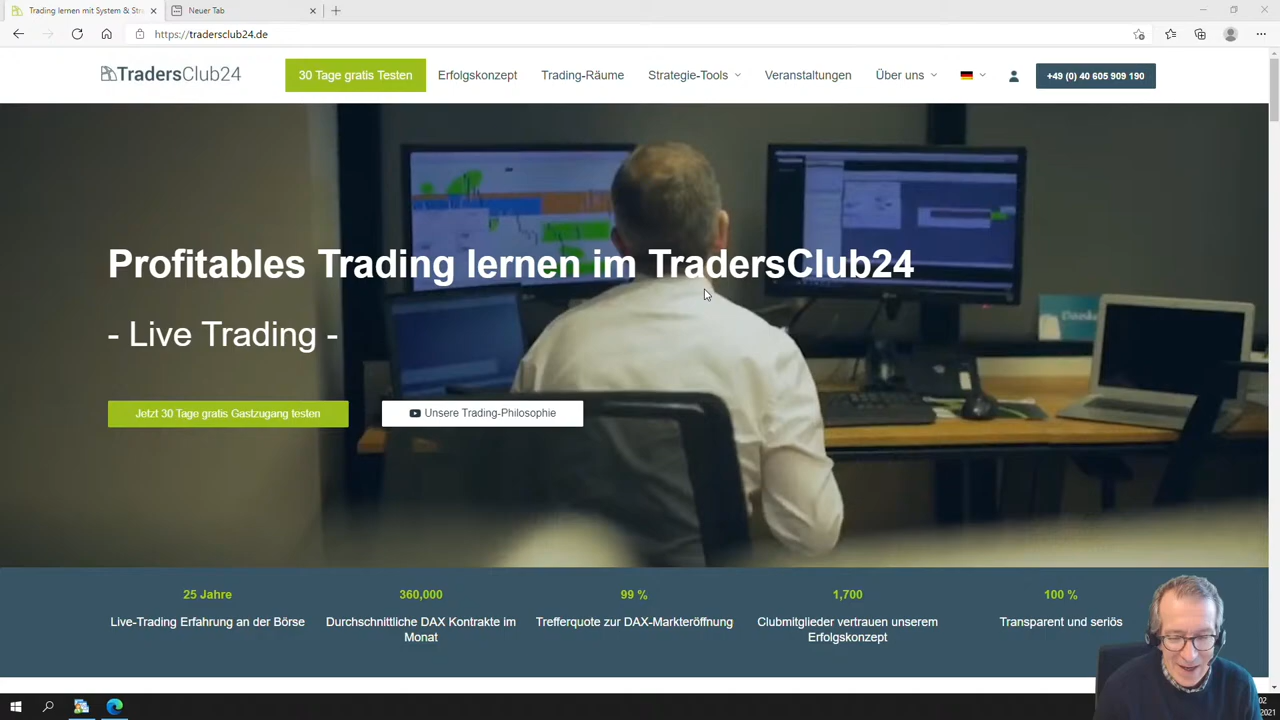 Trading lernen mit System & Str
Neuer Tab
https://tradersclub24.de
TradersClub24
30 Tage gratis Testen
Erfolgskonzept
Trading-Räume
Strategie-Tools
Veranstaltungen
Über uns
+49 (0) 40 605 909 190
Profitables Trading lernen im TradersClub24
- Live Trading -
Jetzt 30 Tage gratis Gastzugang testen
Unsere Trading-Philosophie
25 Jahre
Live-Trading Erfahrung an der Börse
360,000
Durchschnittliche DAX Kontrakte im
Monat
99 %
Trefferquote zur DAX-Markteröffnung
1,700
Clubmitglieder vertrauen unserem
Erfolgskonzept
100 %
Transparent und seriös
02
2021